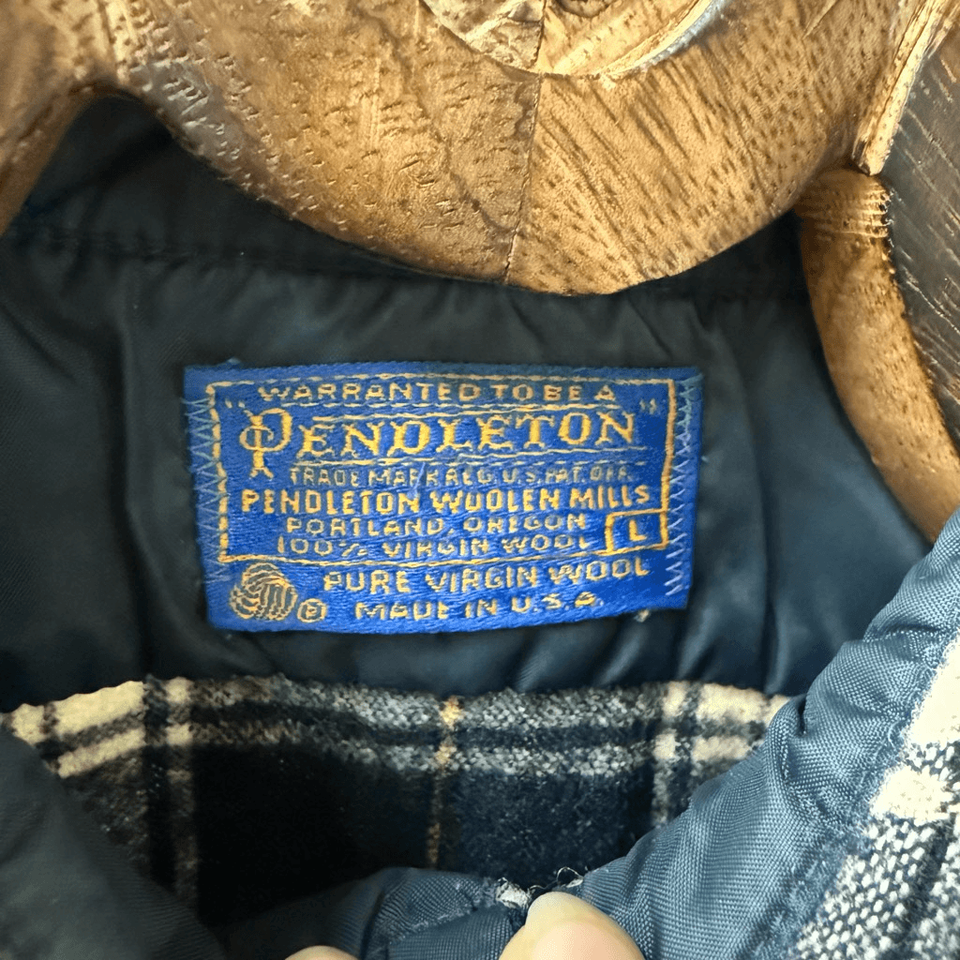 WARRANTED TO BE A
"PENDLETON"
TRADE MARK REG. U.S. PAT. OFF.
PENDLETON WOOLEN MILLS
PORTLAND, OREGON
100% VIRGIN WOOL L
PURE VIRGIN WOOL
® MADE IN U.S.A.